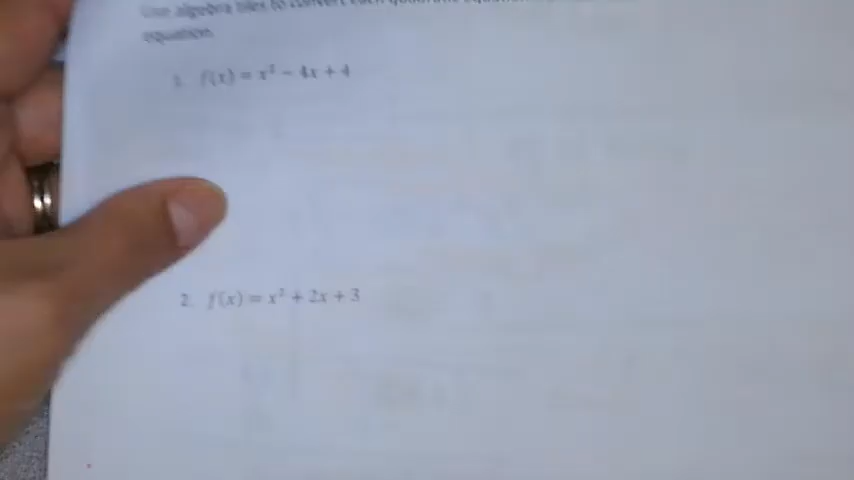 Use algebra tiles to convert each quadratic equation
equation.
1. f(x) = x² − 4x + 4
2. f(x) = x² + 2x + 3